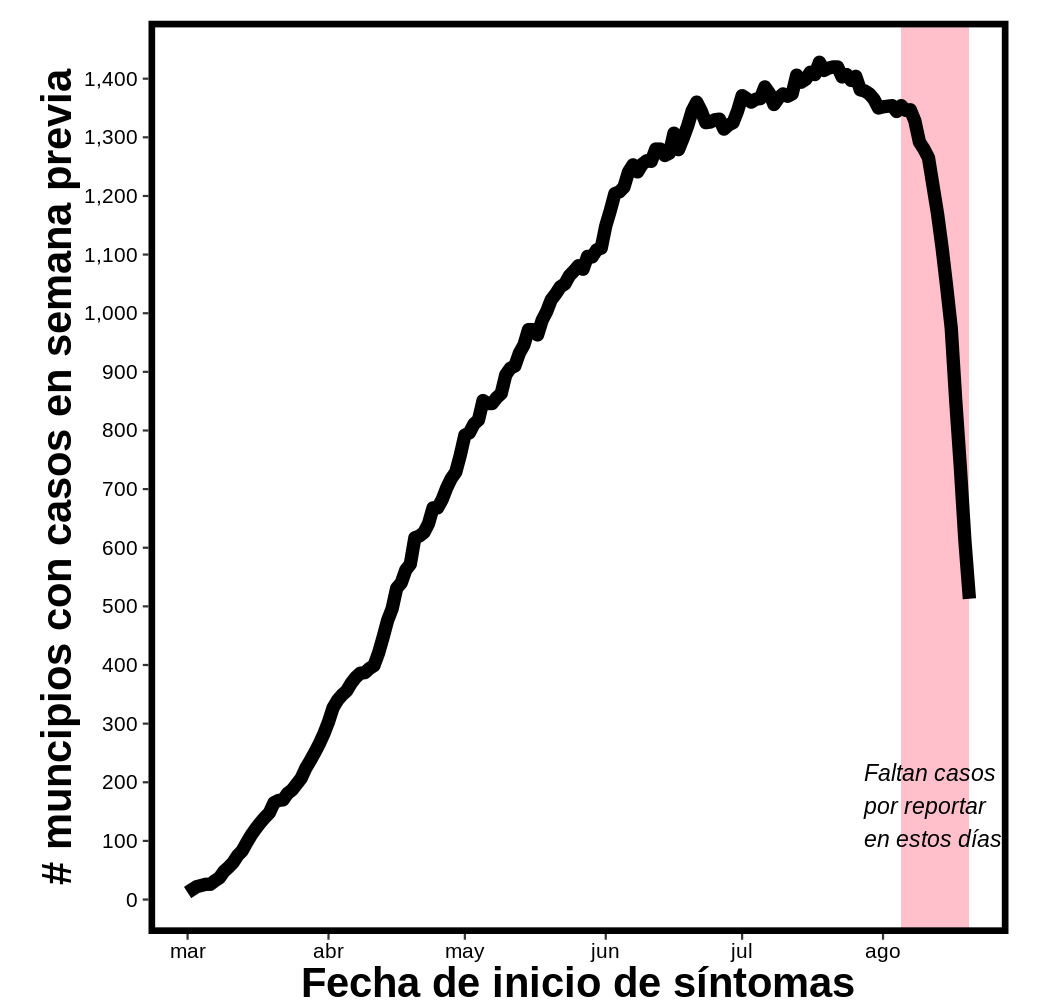 # muncipios con casos en semana previa
1,400
1,300
1,200
1,100
1,000
900
800
700
600
500
400
300
200
100
0
Faltan casos
por reportar
en estos días
mar abr may jun jul ago
Fecha de inicio de síntomas